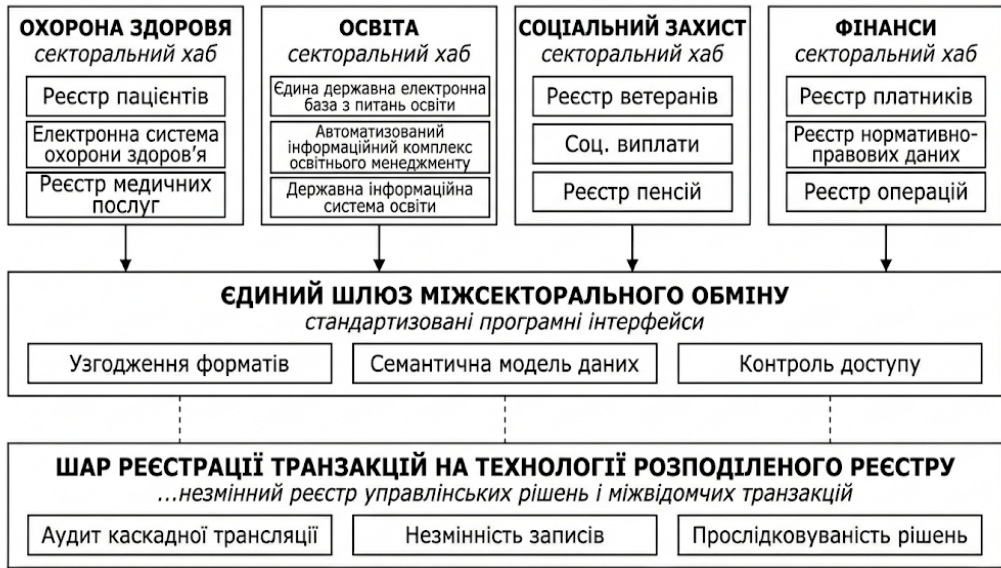 ОХОРОНА ЗДОРОВЯ
секторальний хаб
Реєстр пацієнтів
Електронна система
охорони здоров'я
Реєстр медичних
послуг
ОСВІТА
секторальний хаб
Єдина державна електронна
база з питань освіти
Автоматизований
інформаційний комплекс
освітнього менеджменту
Державна інформаційна
система освіти
СОЦІАЛЬНИЙ ЗАХИСТ
секторальний хаб
Реєстр ветеранів
Соц. виплати
Реєстр пенсій
ФІНАНСИ
секторальний хаб
Реєстр платників
Реєстр нормативно-
правових даних
Реєстр операцій
ЄДИНИЙ ШЛЮЗ МІЖСЕКТОРАЛЬНОГО ОБМІНУ
стандартизовані програмні інтерфейси
Узгодження форматів
Семантична модель даних
Контроль доступу
ШАР РЕЄСТРАЦІЇ ТРАНЗАКЦІЙ НА ТЕХНОЛОГІЇ РОЗПОДІЛЕНОГО РЕЄСТРУ
...незмінний реєстр управлінських рішень і міжвідомчих транзакцій
Аудит каскадної трансляції
Незмінність записів
Прослідковуваність рішень